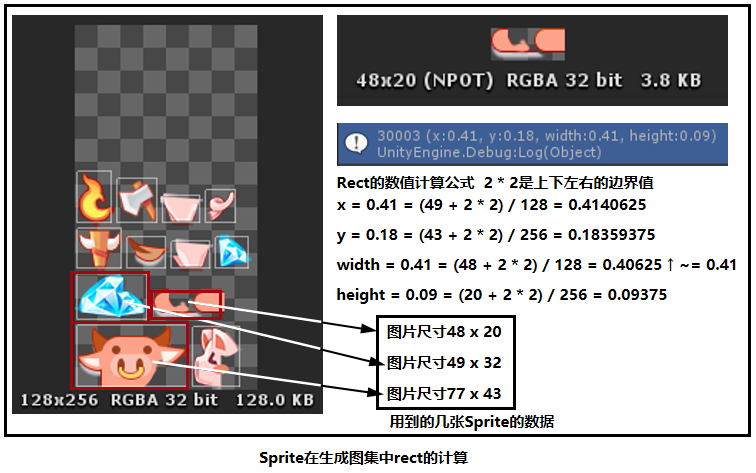 48x20 (NPOT)  RGBA 32 bit   3.8 KB
30003 (x:0.41, y:0.18, width:0.41, height:0.09)
UnityEngine.Debug:Log(Object)
Rect的数值计算公式  2 * 2是上下左右的边界值
x = 0.41 = (49 + 2 * 2) / 128 = 0.4140625
y = 0.18 = (43 + 2 * 2) / 256 = 0.18359375
width = 0.41 = (48 + 2 * 2) / 128 = 0.40625 ↑ ~= 0.41
height = 0.09 = (20 + 2 * 2) / 256 = 0.09375
图片尺寸48 x 20
图片尺寸49 x 32
图片尺寸77 x 43
128x256  RGBA 32 bit   128.0 KB
用到的几张Sprite的数据
Sprite在生成图集中rect的计算